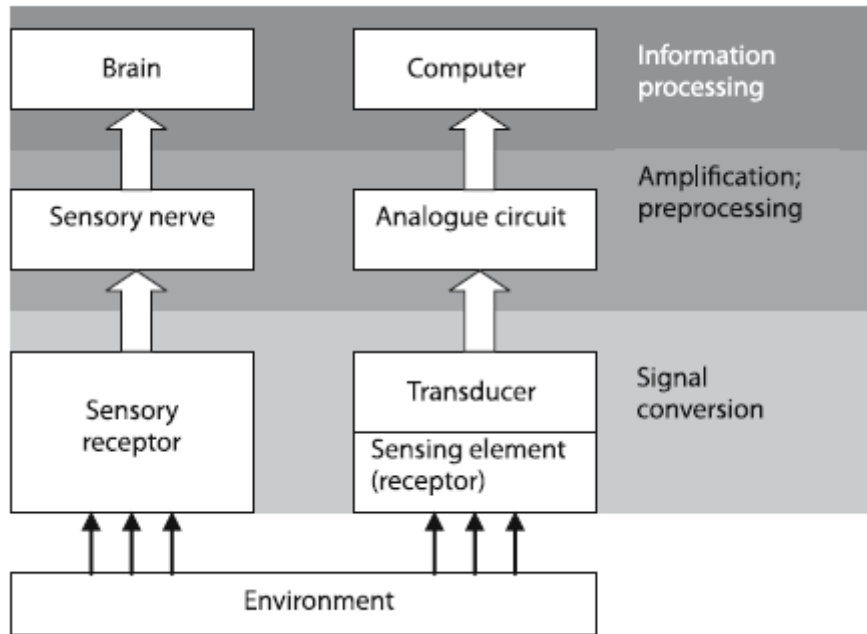 Brain
Computer
Information
processing
Sensory nerve
Analogue circuit
Amplification;
preprocessing
Sensory
receptor
Transducer
Sensing element
(receptor)
Signal
conversion
Environment